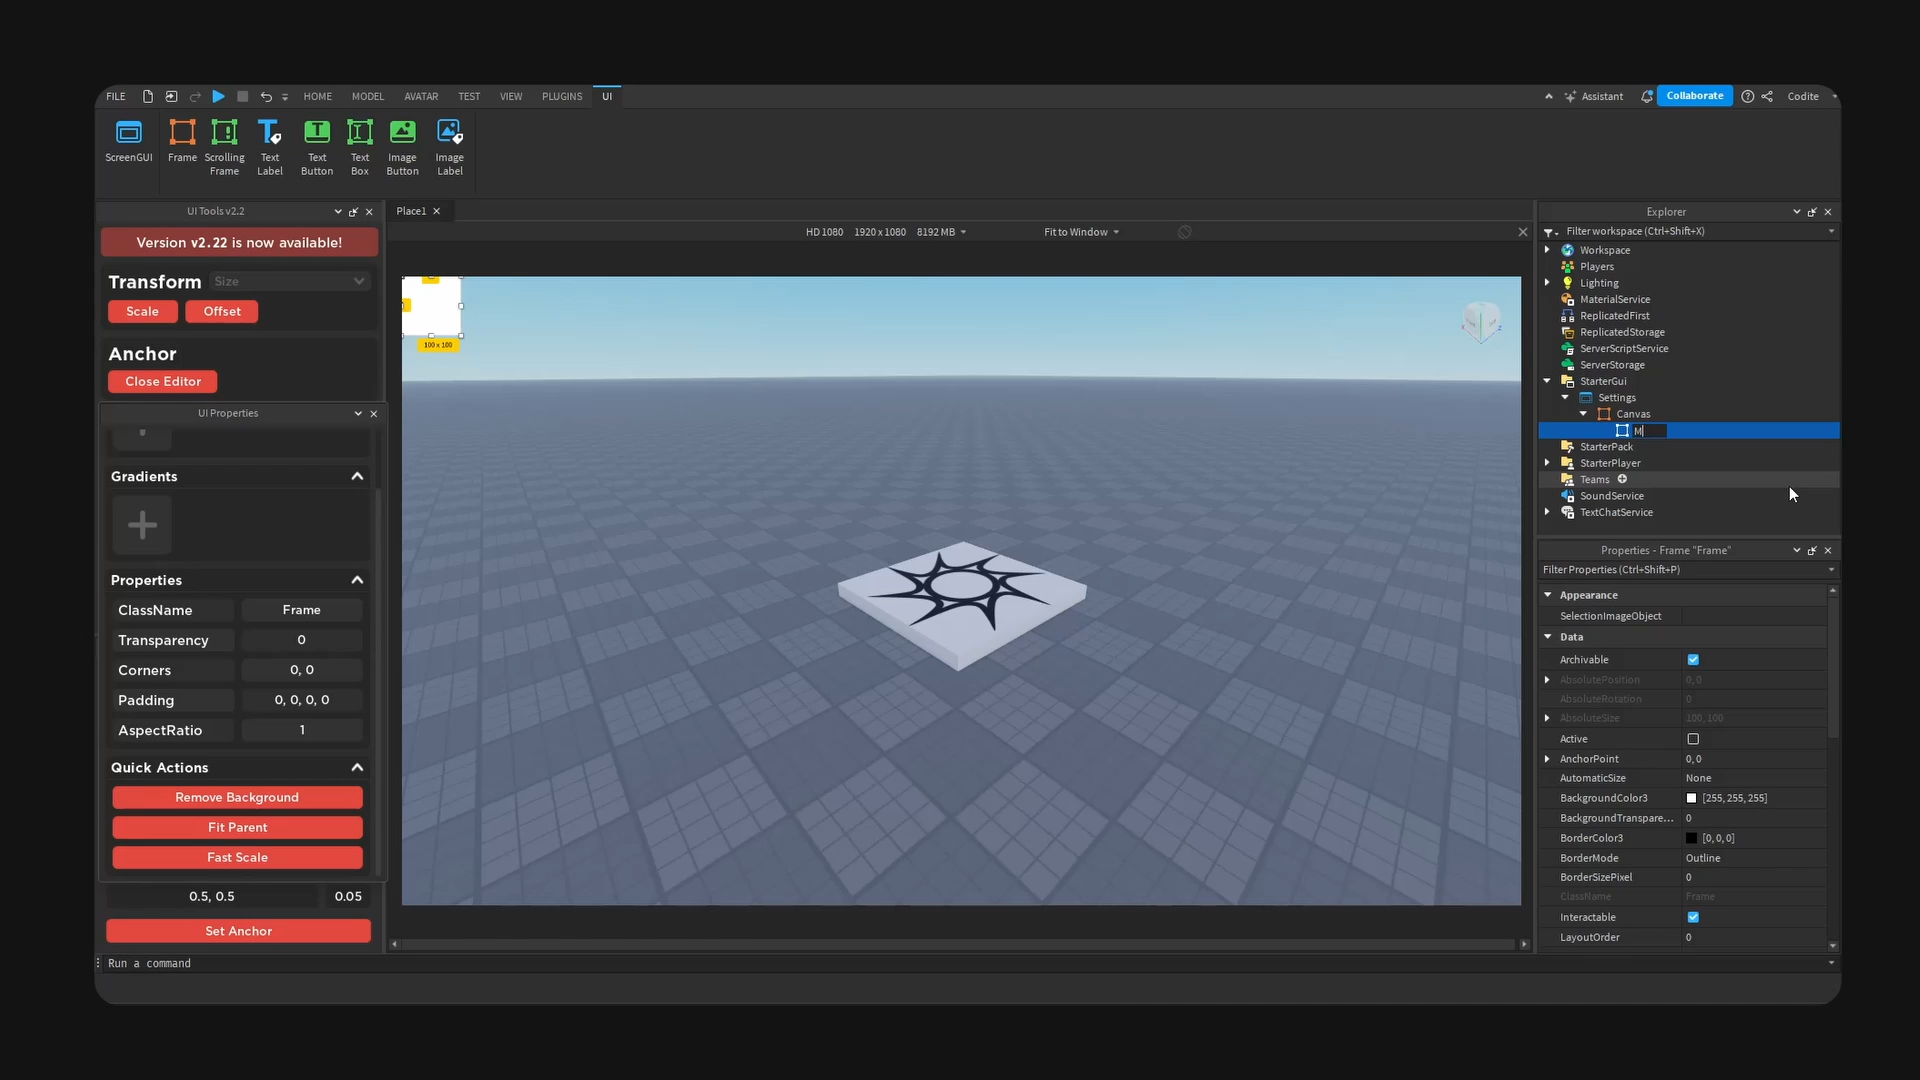 FILE
HOME
MODEL
AVATAR
TEST
VIEW
PLUGINS
UI
Assistant
Collaborate
Codite
ScreenGUI
Frame
Scrolling
Frame
Text
Label
Text
Button
Text
Box
Image
Button
Image
Label
UI Tools v2.2
Version v2.22 is now available!
Transform
Size
Scale
Offset
Anchor
Close Editor
UI Properties
Gradients
Properties
ClassName Frame
Transparency 0
Corners 0, 0
Padding 0, 0, 0, 0
AspectRatio 1
Quick Actions
Remove Background
Fit Parent
Fast Scale
0.5, 0.5 0.05
Set Anchor
Run a command
Place1
HD 1080 1920 x 1080 8192 MB
Fit to Window
100 x 100
Explorer
Filter workspace (Ctrl+Shift+X)
Workspace
Players
Lighting
MaterialService
ReplicatedFirst
ReplicatedStorage
ServerScriptService
ServerStorage
StarterGui
Settings
Canvas
M
StarterPack
StarterPlayer
Teams
SoundService
TextChatService
Properties - Frame "Frame"
Filter Properties (Ctrl+Shift+P)
Appearance
SelectionImageObject
Data
Archivable
AbsolutePosition 0, 0
AbsoluteRotation 0
AbsoluteSize 100, 100
Active
AnchorPoint 0, 0
AutomaticSize None
BackgroundColor3 [255, 255, 255]
BackgroundTranspare... 0
BorderColor3 [0, 0, 0]
BorderMode Outline
BorderSizePixel 0
ClassName Frame
Interactable
LayoutOrder 0